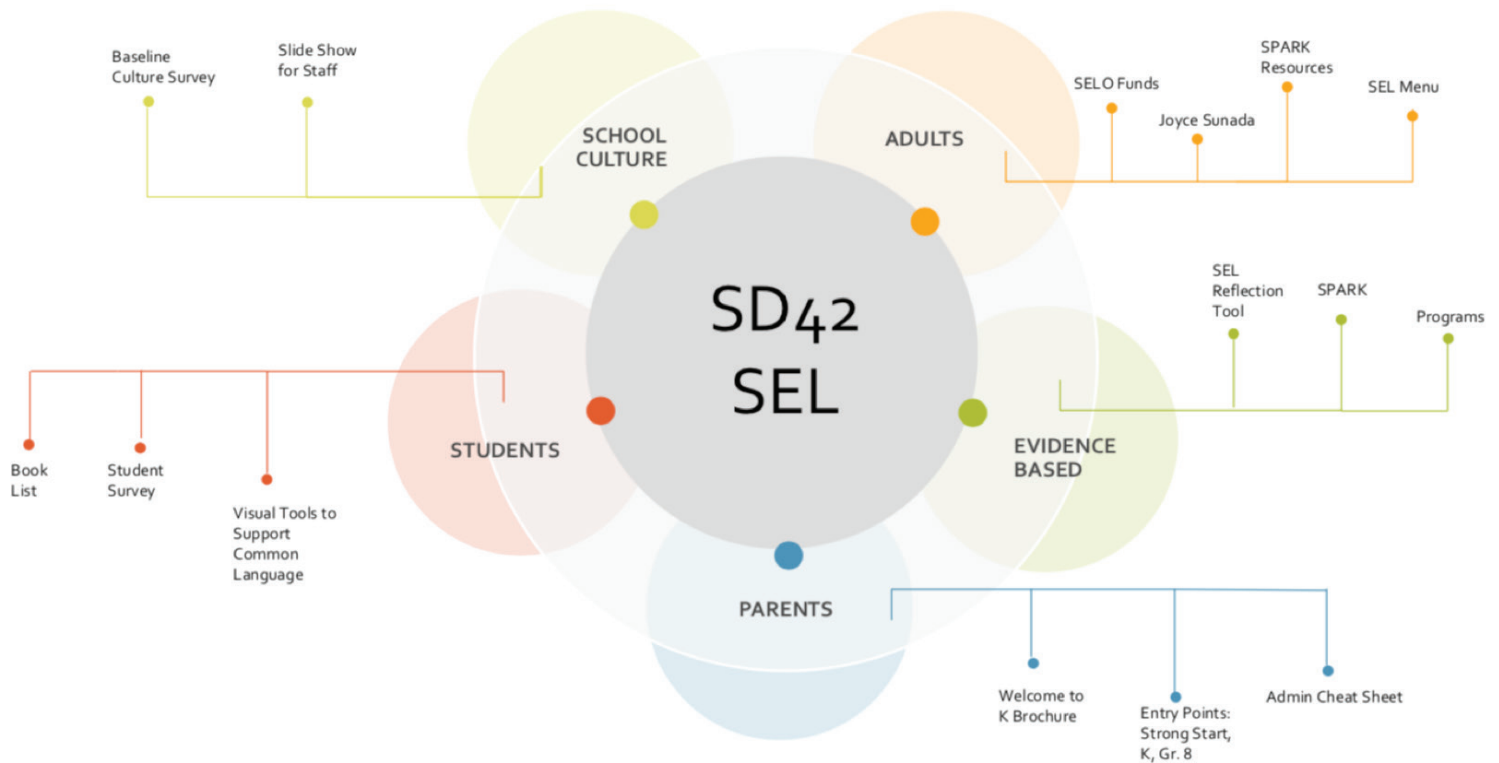 Baseline
Culture Survey
Slide Show
for Staff
SCHOOL
CULTURE
ADULTS
SELO Funds
Joyce Sunada
SPARK
Resources
SEL Menu
SD42
SEL
SEL
Reflection
Tool
SPARK
Programs
EVIDENCE
BASED
STUDENTS
Book
List
Student
Survey
Visual Tools to
Support
Common
Language
PARENTS
Welcome to
K Brochure
Entry Points:
Strong Start,
K, Gr. 8
Admin Cheat Sheet